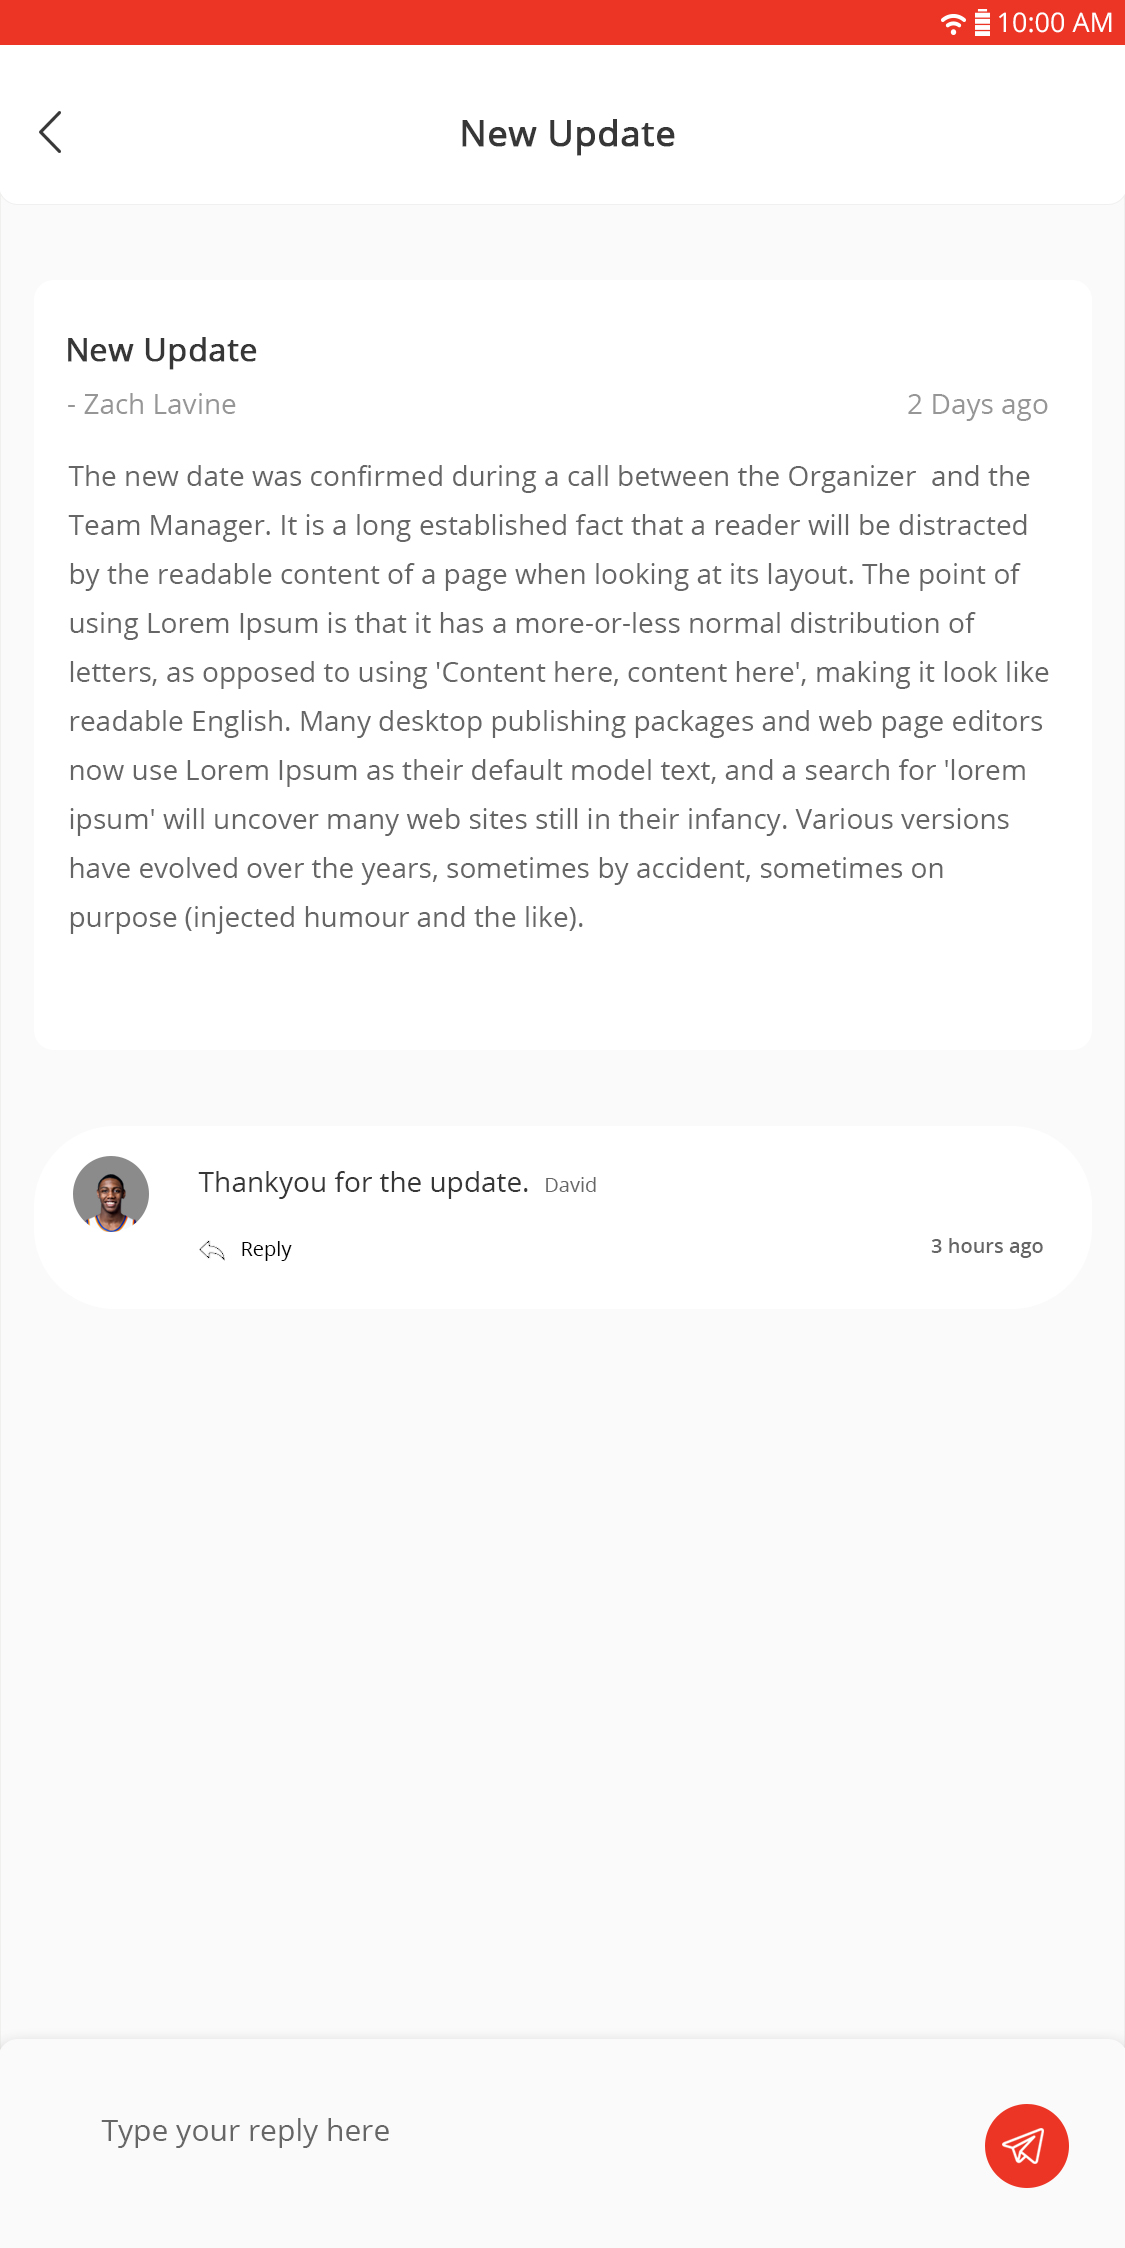 10:00 AM
New Update
New Update
- Zach Lavine 2 Days ago
The new date was confirmed during a call between the Organizer  and the
Team Manager. It is a long established fact that a reader will be distracted
by the readable content of a page when looking at its layout. The point of
using Lorem Ipsum is that it has a more-or-less normal distribution of
letters, as opposed to using 'Content here, content here', making it look like
readable English. Many desktop publishing packages and web page editors
now use Lorem Ipsum as their default model text, and a search for 'lorem
ipsum' will uncover many web sites still in their infancy. Various versions
have evolved over the years, sometimes by accident, sometimes on
purpose (injected humour and the like).
Thankyou for the update. David
Reply 3 hours ago
Type your reply here